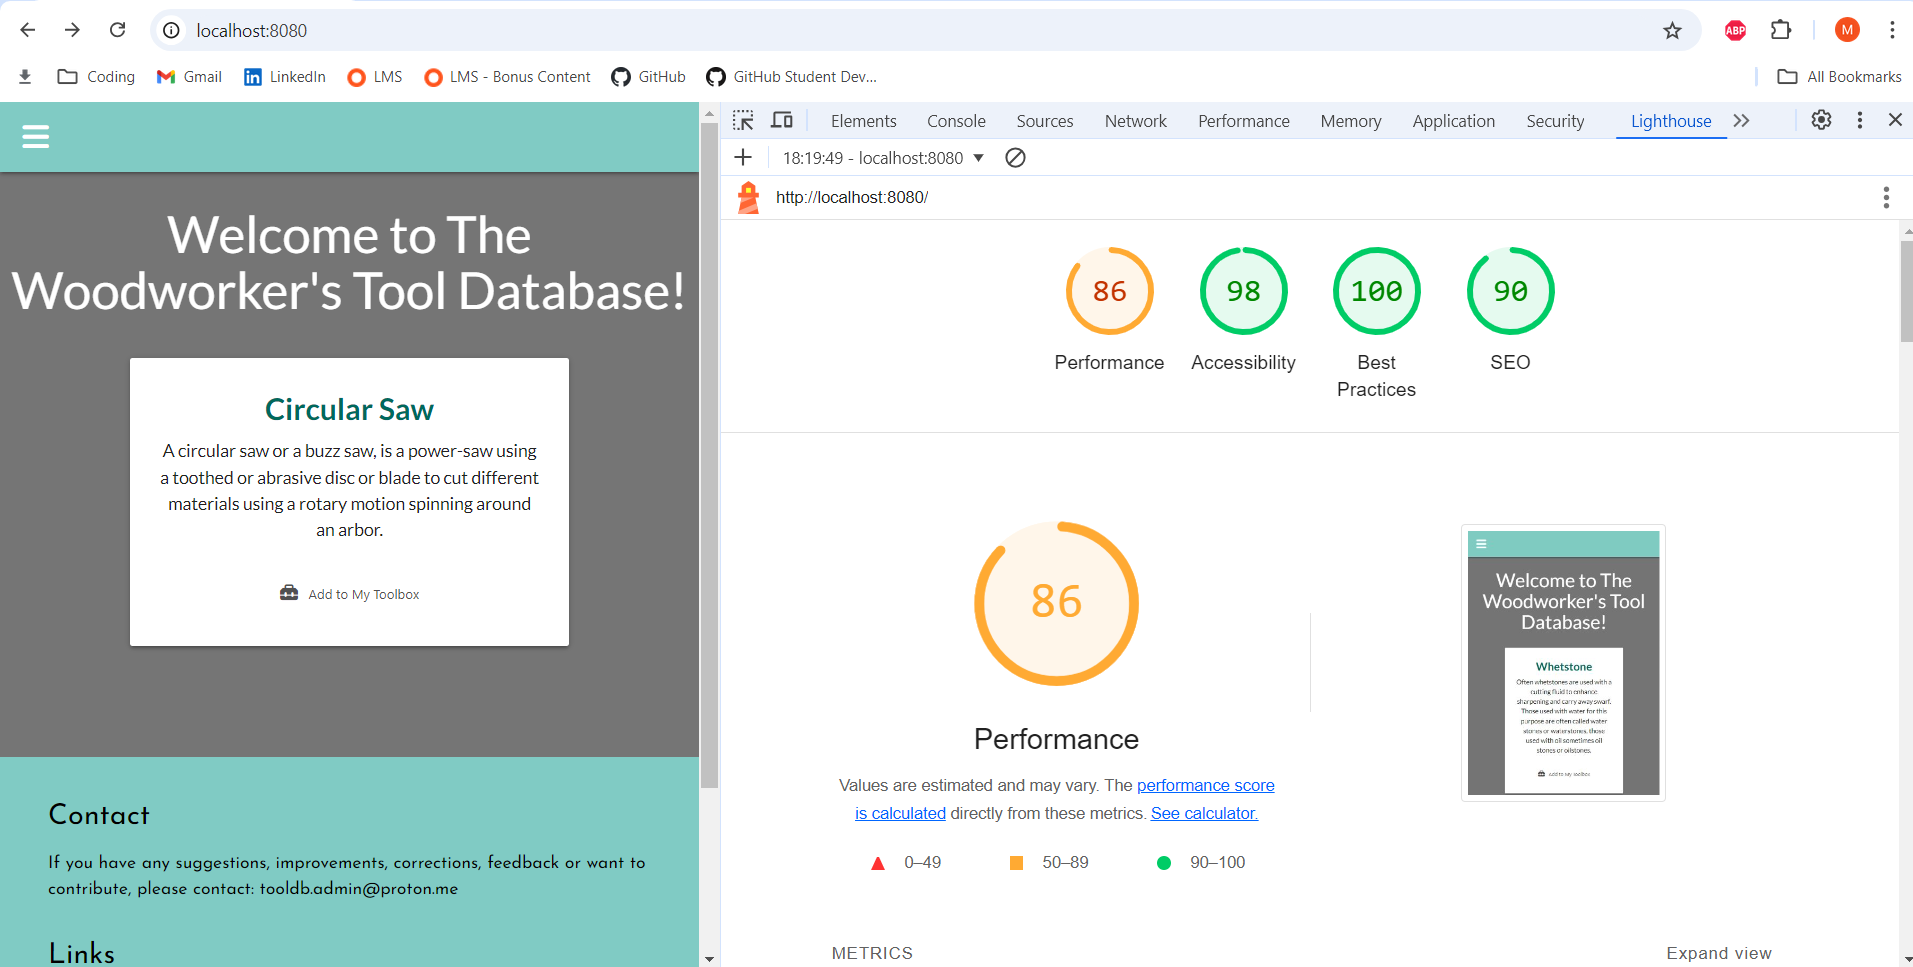 localhost:8080
ABP
M
Coding
Gmail
LinkedIn
LMS
LMS - Bonus Content
GitHub
GitHub Student Dev...
All Bookmarks
Welcome to The
Woodworker's Tool Database!
Circular Saw
A circular saw or a buzz saw, is a power-saw using
a toothed or abrasive disc or blade to cut different
materials using a rotary motion spinning around
an arbor.
Add to My Toolbox
Contact
If you have any suggestions, improvements, corrections, feedback or want to
contribute, please contact: tooldb.admin@proton.me
Links
Elements Console Sources Network Performance Memory Application Security Lighthouse
18:19:49 - localhost:8080
http://localhost:8080/
86 98 100 90
Performance Accessibility Best Practices SEO
86
Performance
Values are estimated and may vary. The performance score
is calculated directly from these metrics. See calculator.
0–49 50–89 90–100
METRICS
Expand view
Welcome to The
Woodworker's Tool
Database!
Whetstone
Often whetstones are used with a
cutting fluid to enhance
sharpening and carry away swarf.
Those used with water for this
purpose are often called water
stones or waterstones, those
used with oil sometimes oil
stones or oilstones.
Add to My Toolbox